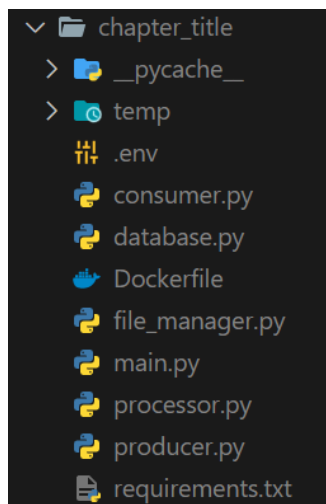 chapter_title
__pycache__
temp
.env
consumer.py
database.py
Dockerfile
file_manager.py
main.py
processor.py
producer.py
requirements.txt